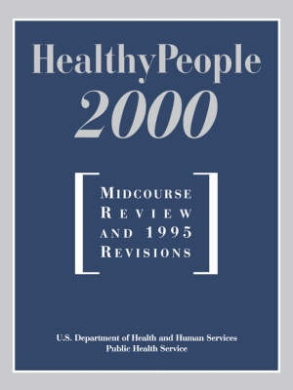 HealthyPeople
2000
MIDCOURSE
REVIEW
AND 1995
REVISIONS
U.S. Department of Health and Human Services
Public Health Service